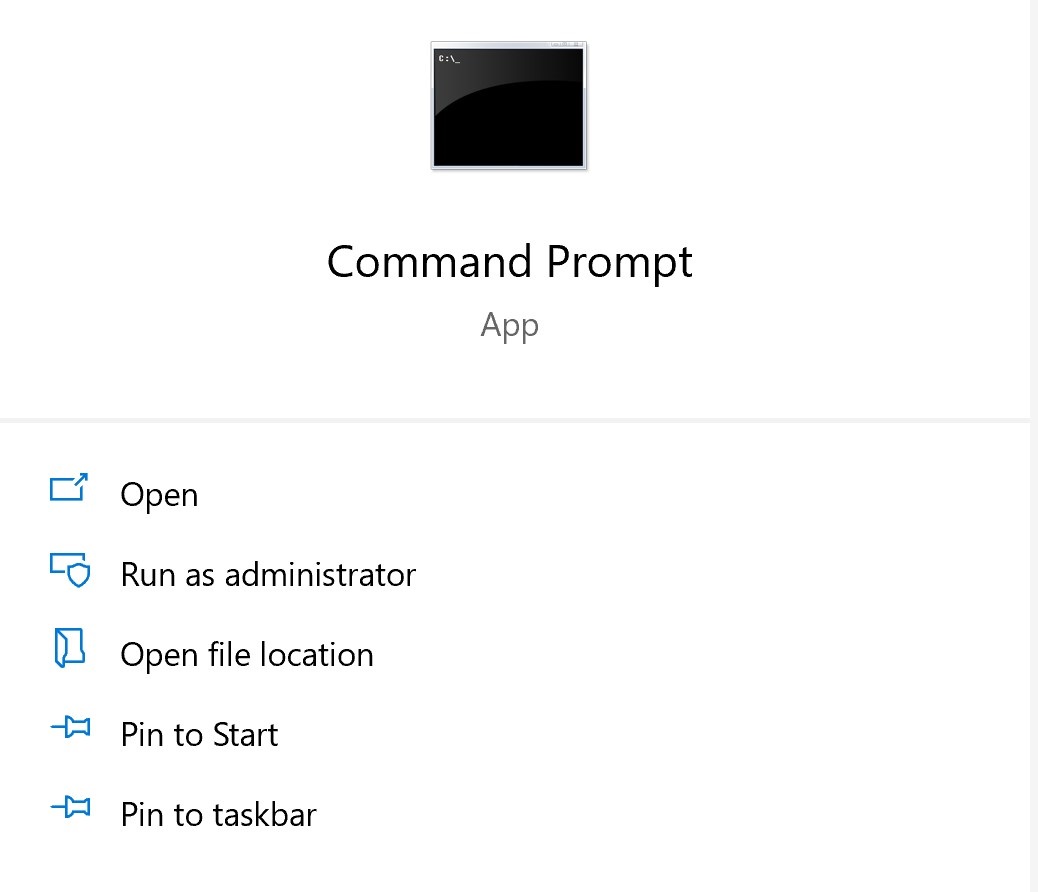 C:\_
Command Prompt
App
Open
Run as administrator
Open file location
Pin to Start
Pin to taskbar